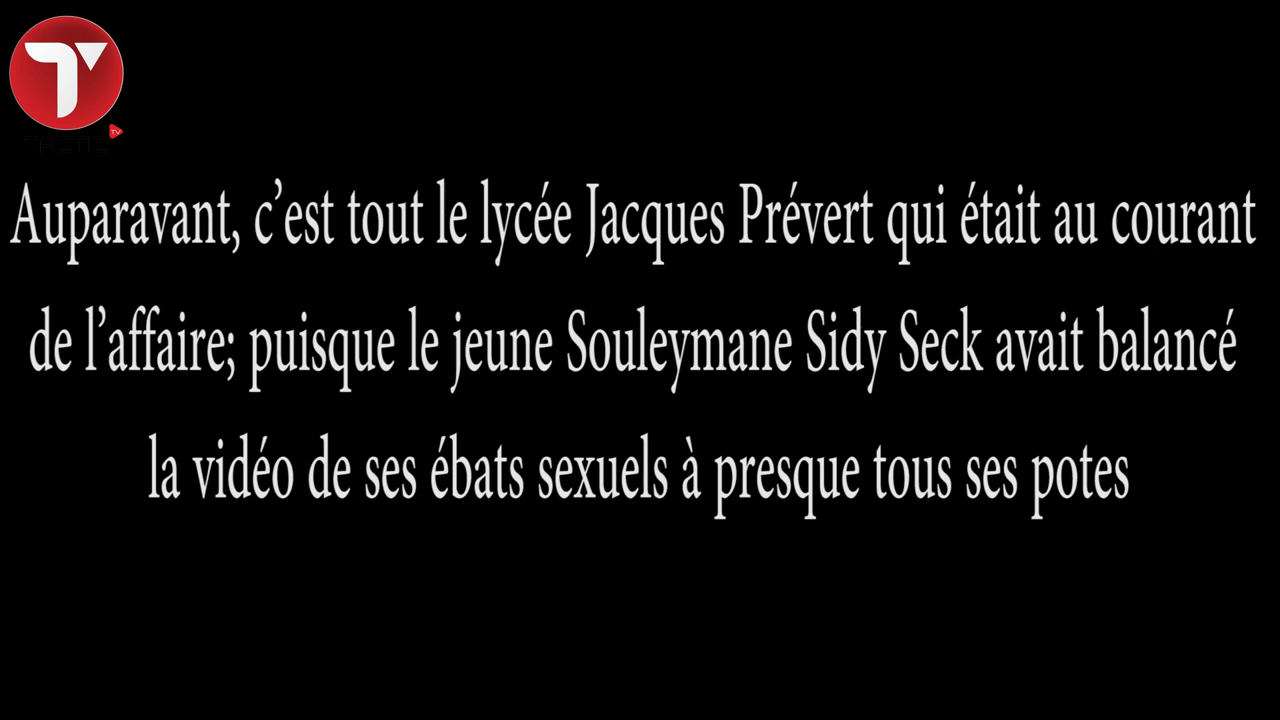 TV
Auparavant, c’est tout le lycée Jacques Prévert qui était au courant
de l’affaire; puisque le jeune Souleymane Sidy Seck avait balancé
la vidéo de ses ébats sexuels à presque tous ses potes